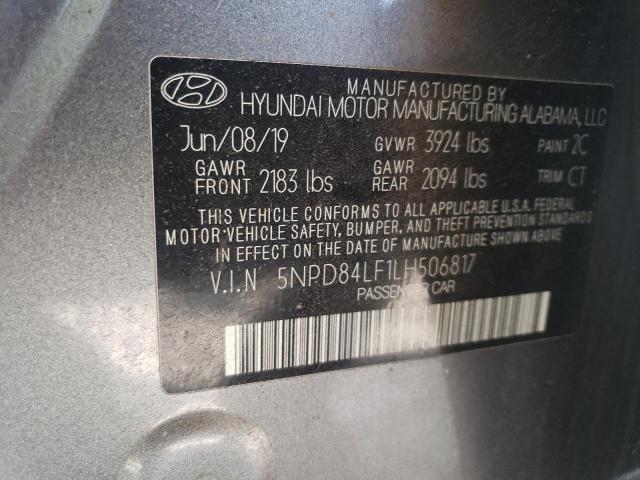 MANUFACTURED BY
HYUNDAI MOTOR MANUFACTURING ALABAMA, LLC
Jun/08/19 GVWR 3924 lbs PAINT 2C
GAWR FRONT 2183 lbs GAWR REAR 2094 lbs TRIM CT
THIS VEHICLE CONFORMS TO ALL APPLICABLE U.S.A. FEDERAL
MOTOR VEHICLE SAFETY, BUMPER, AND THEFT PREVENTION STANDARDS
IN EFFECT ON THE DATE OF MANUFACTURE SHOWN ABOVE.
V.I.N 5NPD84LF1LH506817
PASSENGER CAR